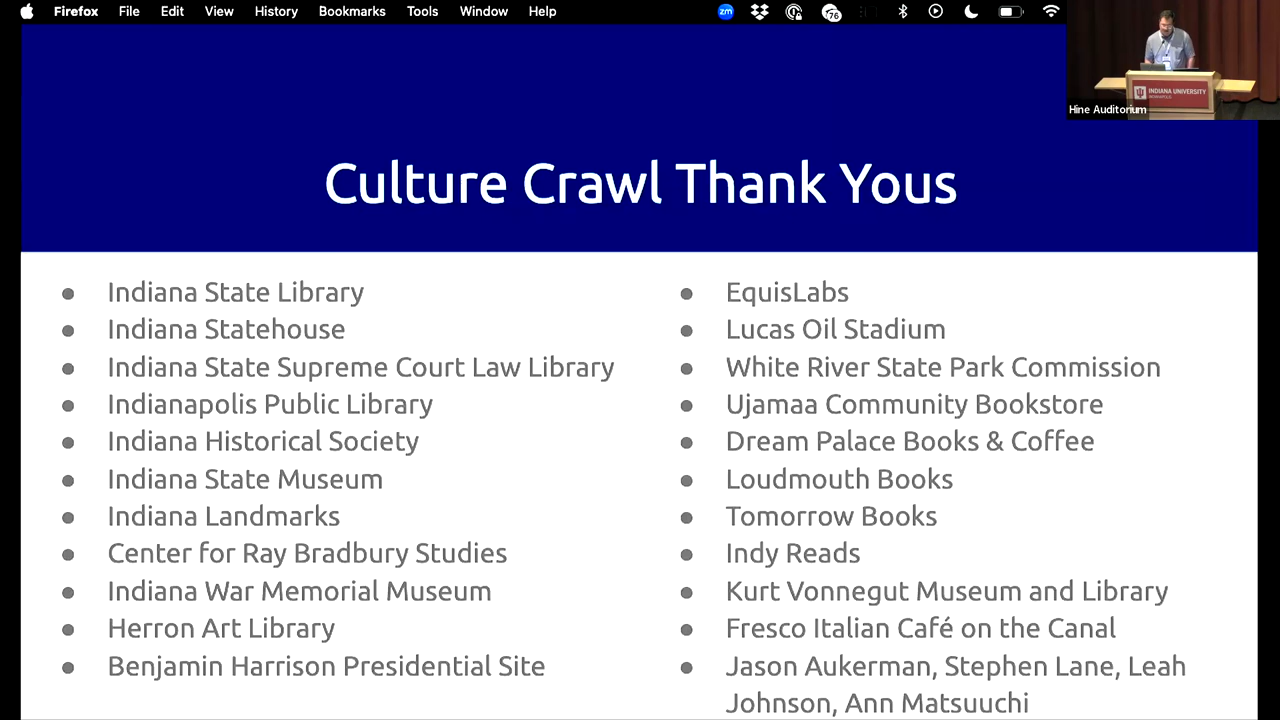 Firefox File Edit View History Bookmarks Tools Window Help zm 76
INDIANA UNIVERSITY
INDIANAPOLIS
Hine Auditorium
Culture Crawl Thank Yous
Indiana State Library
Indiana Statehouse
Indiana State Supreme Court Law Library
Indianapolis Public Library
Indiana Historical Society
Indiana State Museum
Indiana Landmarks
Center for Ray Bradbury Studies
Indiana War Memorial Museum
Herron Art Library
Benjamin Harrison Presidential Site
EquisLabs
Lucas Oil Stadium
White River State Park Commission
Ujamaa Community Bookstore
Dream Palace Books & Coffee
Loudmouth Books
Tomorrow Books
Indy Reads
Kurt Vonnegut Museum and Library
Fresco Italian Café on the Canal
Jason Aukerman, Stephen Lane, Leah
Johnson, Ann Matsuuchi